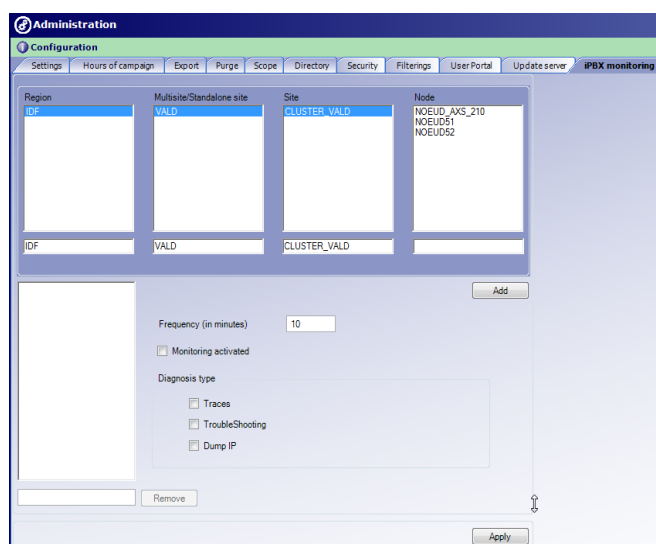 Administration
Configuration
Settings Hours of campaign Export Purge Scope Directory Security Filterings User Portal Update server iPBX monitoring
Region Multisite/Standalone site Site Node
IDF VALD CLUSTER_VALD NOEUD_AXS_210
NOEUD51
NOEUD52
IDF VALD CLUSTER_VALD
Add
Frequency (in minutes) 10
Monitoring activated
Diagnosis type
Traces
TroubleShooting
Dump IP
Remove
Apply